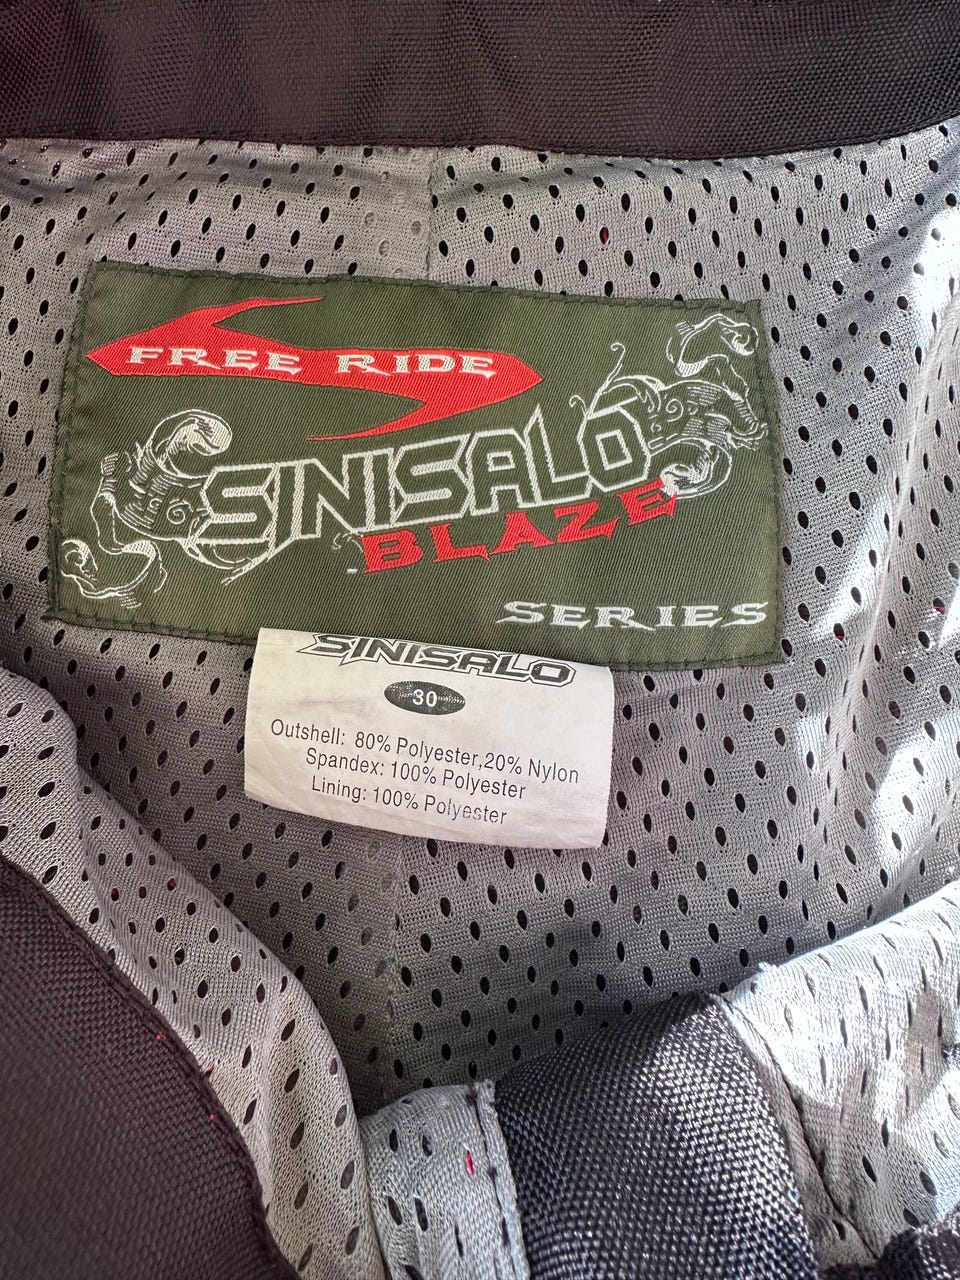 FREE RIDE
SINISALO
BLAZE
SERIES
SINISALO
30
Outshell: 80% Polyester,20% Nylon
Spandex: 100% Polyester
Lining: 100% Polyester